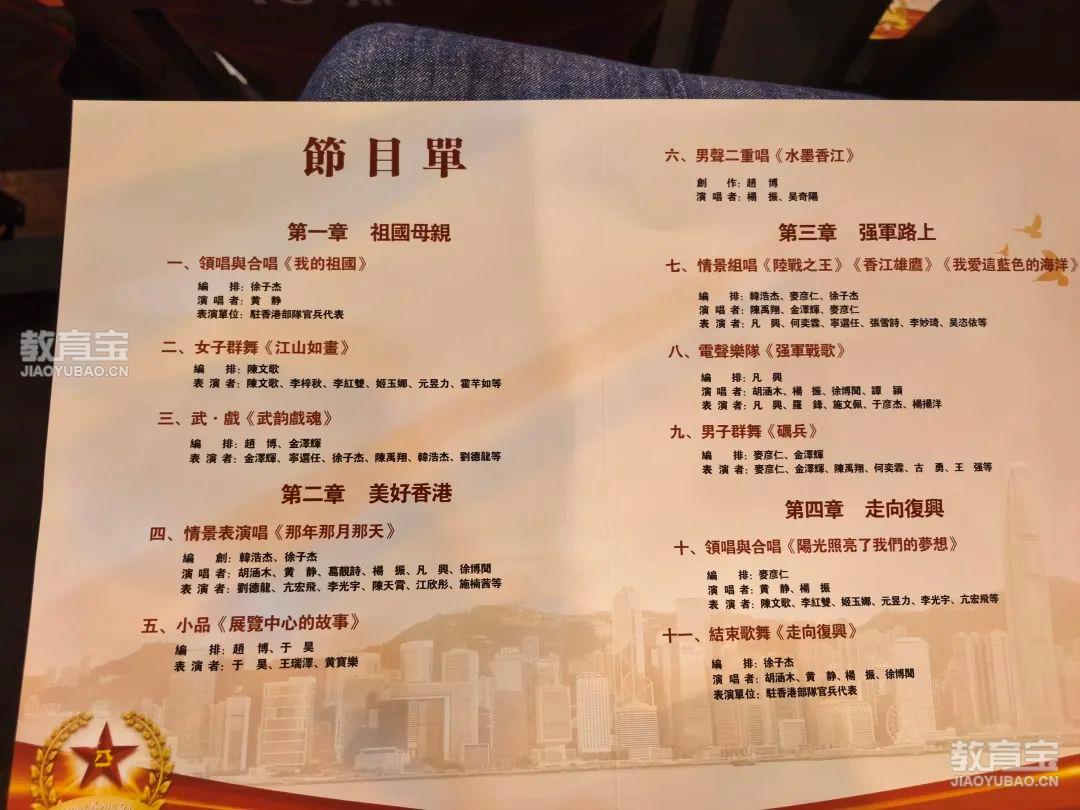 節目單
第一章 祖國母親
一、領唱與合唱《我的祖國》
編 排：徐子杰
演唱者：黄 静
表演單位：駐香港部隊官兵代表
二、女子群舞《江山如畫》
編 排：陳文歌
表演者：陳文歌、李梓秋、李紅雙、姬玉娜、元昱力、霍芊如等
三、武·戲《武韵戲魂》
編 排：趙 博、金澤輝
表演者：金澤輝、寧選任、徐子杰、陳禹翔、韓浩杰、劉德龍等
第二章 美好香港
四、情景表演唱《那年那月那天》
編 創：韓浩杰、徐子杰
演唱者：胡涵木、黄 静、葛靚詩、楊 振、凡 興、徐博聞
表演者：劉德龍、亢宏飛、李光宇、陳天霄、江欣彤、施楠茜等
五、小品《展覽中心的故事》
編 排：趙 博、于 昊
表演者：于 昊、王瑞澤、黄寶樂
六、男聲二重唱《水墨香江》
創 作：趙 博
演唱者：楊 振、吴奇陽
第三章 强軍路上
七、情景組唱《陸戰之王》《香江雄鷹》《我愛這藍色的海洋》
編 排：韓浩杰、麥彦仁、徐子杰
演唱者：陳禹翔、金澤輝、麥彦仁
表演者：凡 興、何奕霖、寧選任、張雪詩、李妙琦、吴恣依等
八、電聲樂隊《强軍戰歌》
編 排：凡 興
演唱者：胡涵木、楊 振、徐博聞、譚 穎
表演者：凡 興、羅 鋒、施文佩、于彦杰、楊揚洋
九、男子群舞《礪兵》
編 排：麥彦仁、金澤輝
表演者：麥彦仁、金澤輝、陳禹翔、何奕霖、古 勇、王 强等
第四章 走向復興
十、領唱與合唱《陽光照亮了我們的夢想》
編 排：麥彦仁
演唱者：黄 静、楊 振
表演者：陳文歌、李紅雙、姬玉娜、元昱力、李光宇、亢宏飛等
十一、結束歌舞《走向復興》
編 排：徐子杰
演唱者：胡涵木、黄 静、楊 振、徐博聞
表演單位：駐香港部隊官兵代表
八一
教育宝
JIAOYUBAO.CN
教育宝
JIAOYUBAO.CN